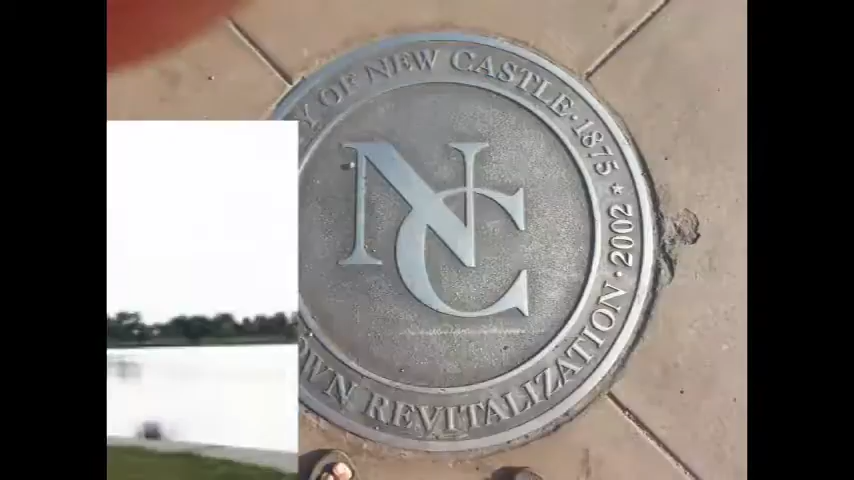 OF NEW CASTLE · 1875 ★
NC
REVITALIZATION · 2002